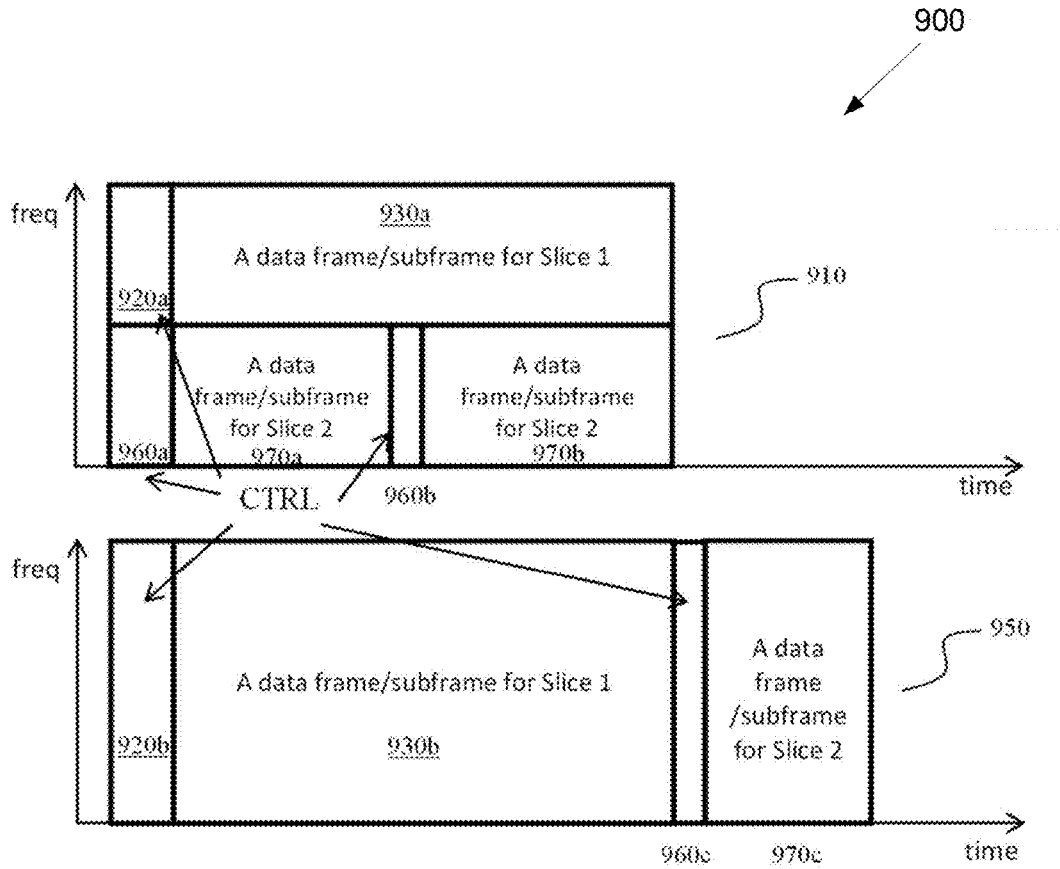 900
freq
930a
A data frame/subframe for Slice 1
910
920a
A data
frame/subframe
for Slice 2
A data
frame/subframe
for Slice 2
960a
970a
970b
time
CTRL
960b
freq
950
A data frame/subframe for Slice 1
A data
frame
/subframe
for Slice 2
920b
930b
960c
970c
time